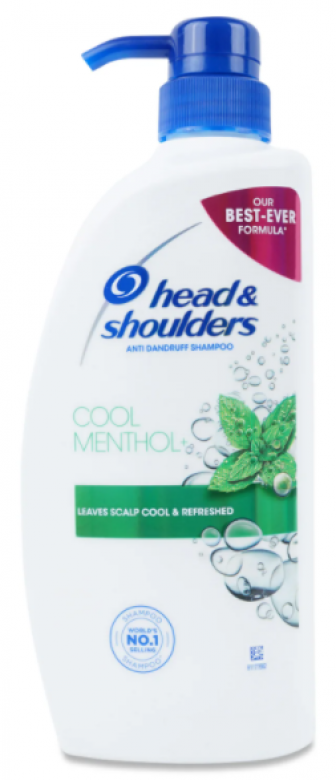 OUR
BEST-EVER
FORMULA*
head&
shoulders
ANTI DANDRUFF SHAMPOO
COOL
MENTHOL+
LEAVES SCALP COOL & REFRESHED
SHAMPOO
WORLD'S
NO.1
SELLING
SHAMPOO